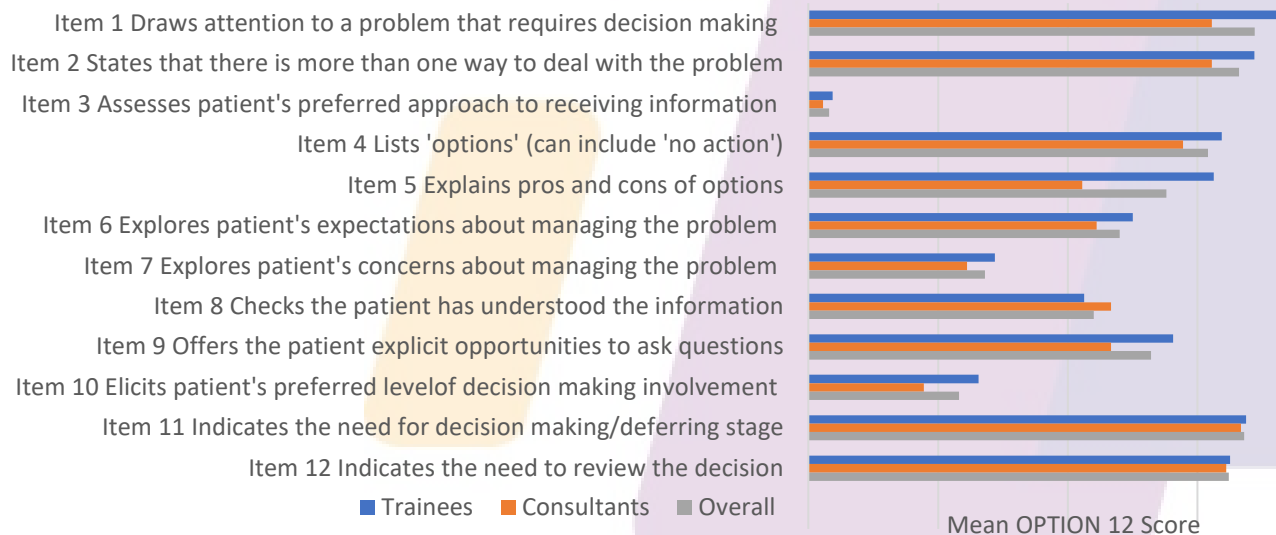 Item 1 Draws attention to a problem that requires decision making
Item 2 States that there is more than one way to deal with the problem
Item 3 Assesses patient's preferred approach to receiving information
Item 4 Lists 'options' (can include 'no action')
Item 5 Explains pros and cons of options
Item 6 Explores patient's expectations about managing the problem
Item 7 Explores patient's concerns about managing the problem
Item 8 Checks the patient has understood the information
Item 9 Offers the patient explicit opportunities to ask questions
Item 10 Elicits patient's preferred levelof decision making involvement
Item 11 Indicates the need for decision making/deferring stage
Item 12 Indicates the need to review the decision
Trainees Consultants Overall
Mean OPTION 12 Score